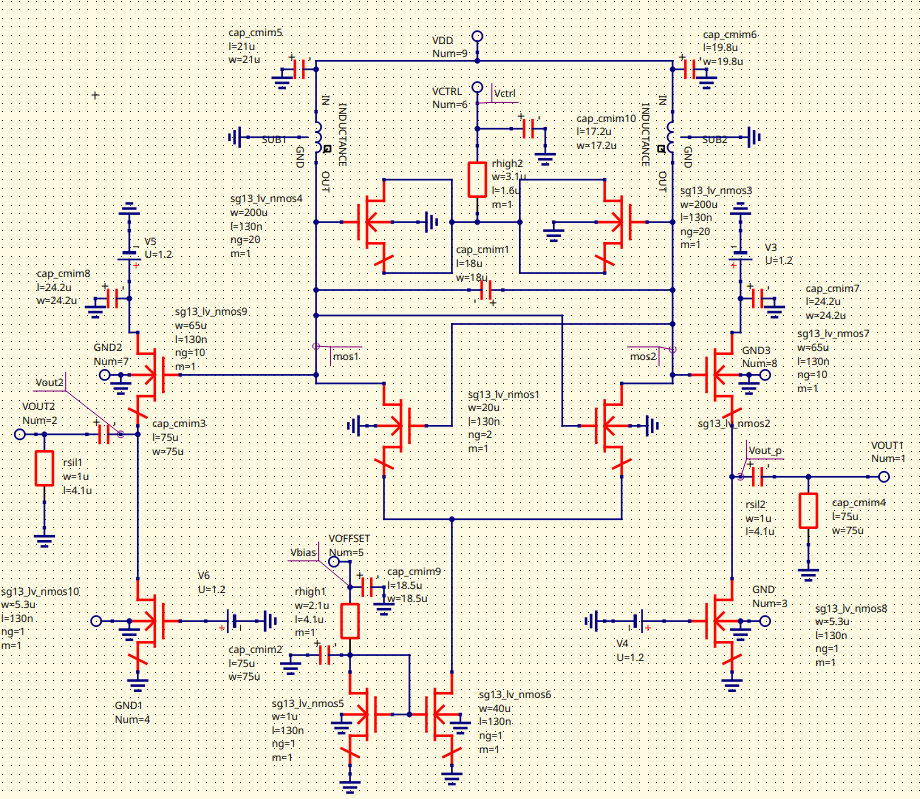 cap_cmim5
l=21u
w=21u
VDD
Num=9
cap_cmim6
l=19.8u
w=19.8u
VCTRL
Num=6
Vctrl
cap_cmim10
l=17.2u
w=17.2u
IN
INDUCTANCE
SUB1
GND
OUT
IN
INDUCTANCE
SUB2
GND
OUT
rhigh2
w=3.1u
l=1.6u
m=1
sg13_lv_nmos4
w=200u
l=130n
ng=20
m=1
sg13_lv_nmos3
w=200u
l=130n
ng=20
m=1
V5
U=1.2
V3
U=1.2
cap_cmim1
l=18u
w=18u
cap_cmim8
l=24.2u
w=24.2u
cap_cmim7
l=24.2u
w=24.2u
sg13_lv_nmos9
w=65u
l=130n
ng=10
m=1
sg13_lv_nmos7
w=65u
l=130n
ng=10
m=1
GND2
Num=7
mos1
mos2
GND3
Num=8
Vout2
VOUT2
Num=2
cap_cmim3
l=75u
w=75u
sg13_lv_nmos1
w=20u
l=130n
ng=2
m=1
sg13_lv_nmos2
Vout_p
VOUT1
Num=1
rsil1
w=1u
l=4.1u
rsil2
w=1u
l=4.1u
cap_cmim4
l=75u
w=75u
VOFFSET
Num=5
Vbias
cap_cmim9
l=18.5u
w=18.5u
V6
U=1.2
rhigh1
w=2.1u
l=4.1u
m=1
GND
Num=3
sg13_lv_nmos10
w=5.3u
l=130n
ng=1
m=1
sg13_lv_nmos8
w=5.3u
l=130n
ng=1
m=1
V4
U=1.2
cap_cmim2
l=75u
w=75u
GND1
Num=4
sg13_lv_nmos5
w=1u
l=130n
ng=1
m=1
sg13_lv_nmos6
w=40u
l=130n
ng=1
m=1